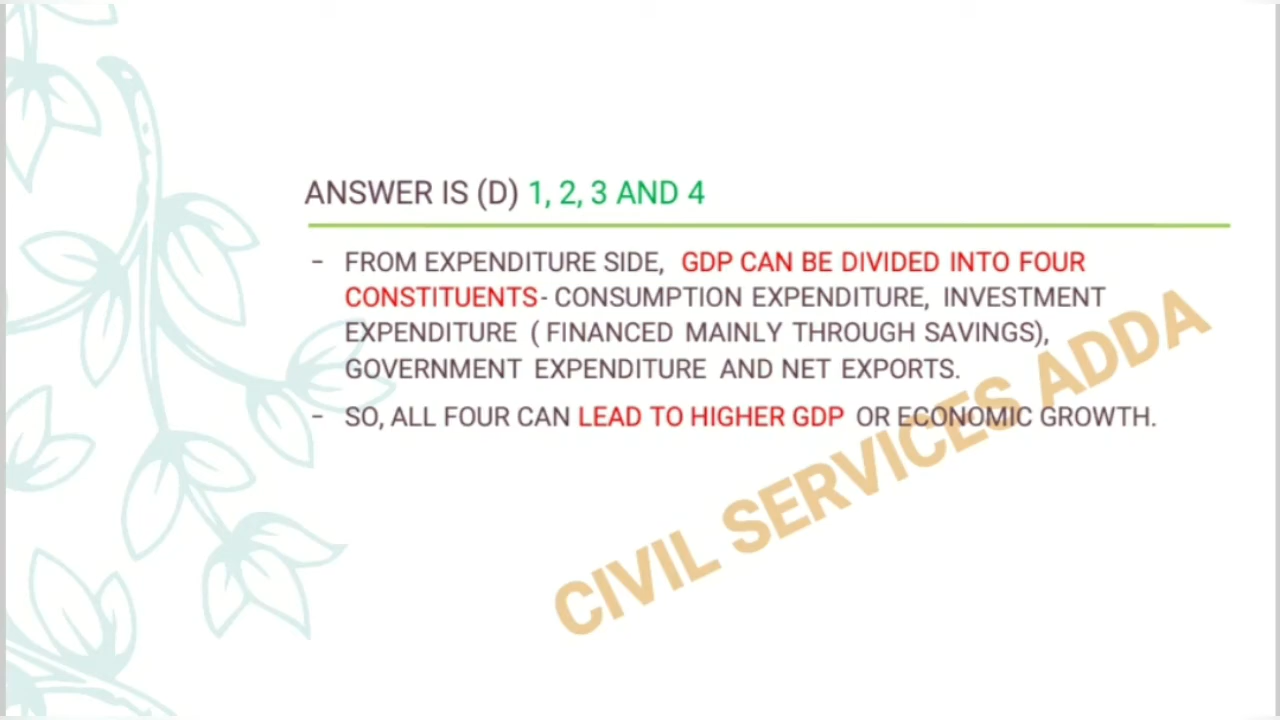 ANSWER IS (D) 1, 2, 3 AND 4
- FROM EXPENDITURE SIDE, GDP CAN BE DIVIDED INTO FOUR
CONSTITUENTS- CONSUMPTION EXPENDITURE, INVESTMENT
EXPENDITURE ( FINANCED MAINLY THROUGH SAVINGS),
GOVERNMENT EXPENDITURE AND NET EXPORTS.
- SO, ALL FOUR CAN LEAD TO HIGHER GDP OR ECONOMIC GROWTH.
CIVIL SERVICES ADDA